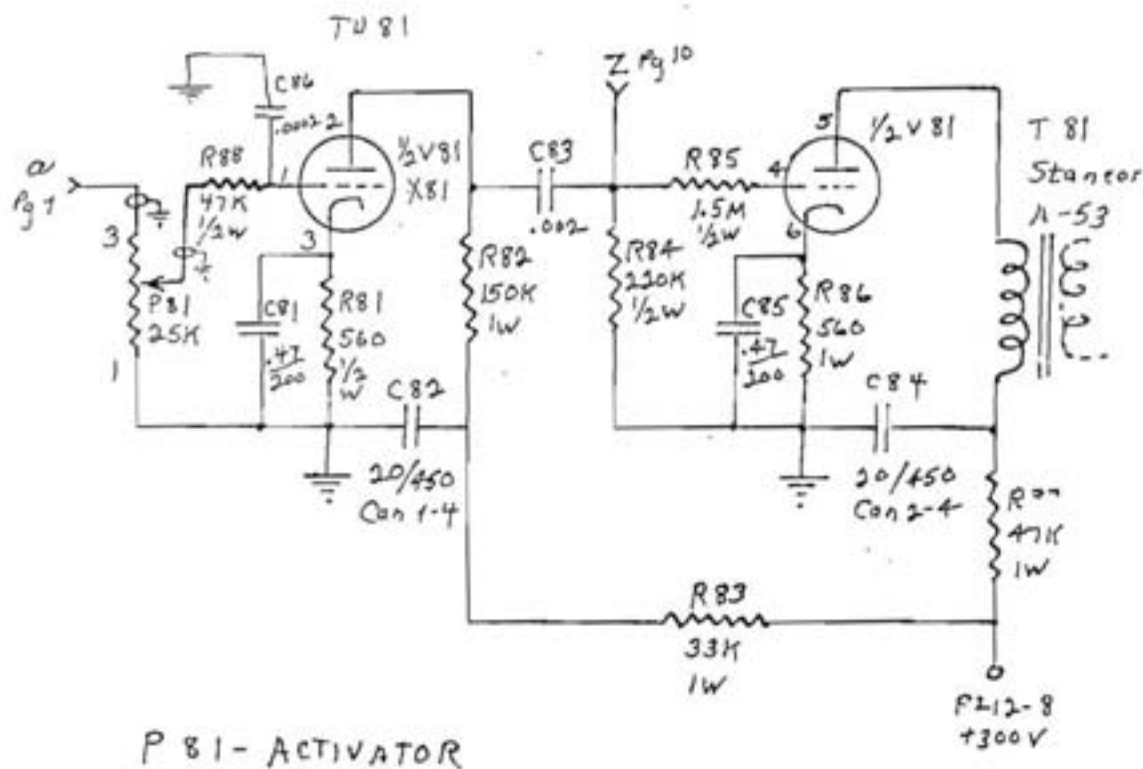 TU 81
Z Pg 10
C86
.0002
2
5
1/2 V 81
T 81
Stancor
A-53
a
Pg 7
R88
47K
1/2W
1
1/2 V81
X81
C83
.002
R85
1.5M
1/2W
4
6
3
3
P81
25K
1
C81
.47/200
R81
560
1/2 W
R82
150K
1W
R84
220K
1/2W
C85
.47/200
R86
560
1W
C82
20/450
Can 1-4
C84
20/450
Can 2-4
47K
1W
R83
33K
1W
P212-8
+300V
P 81 - ACTIVATOR